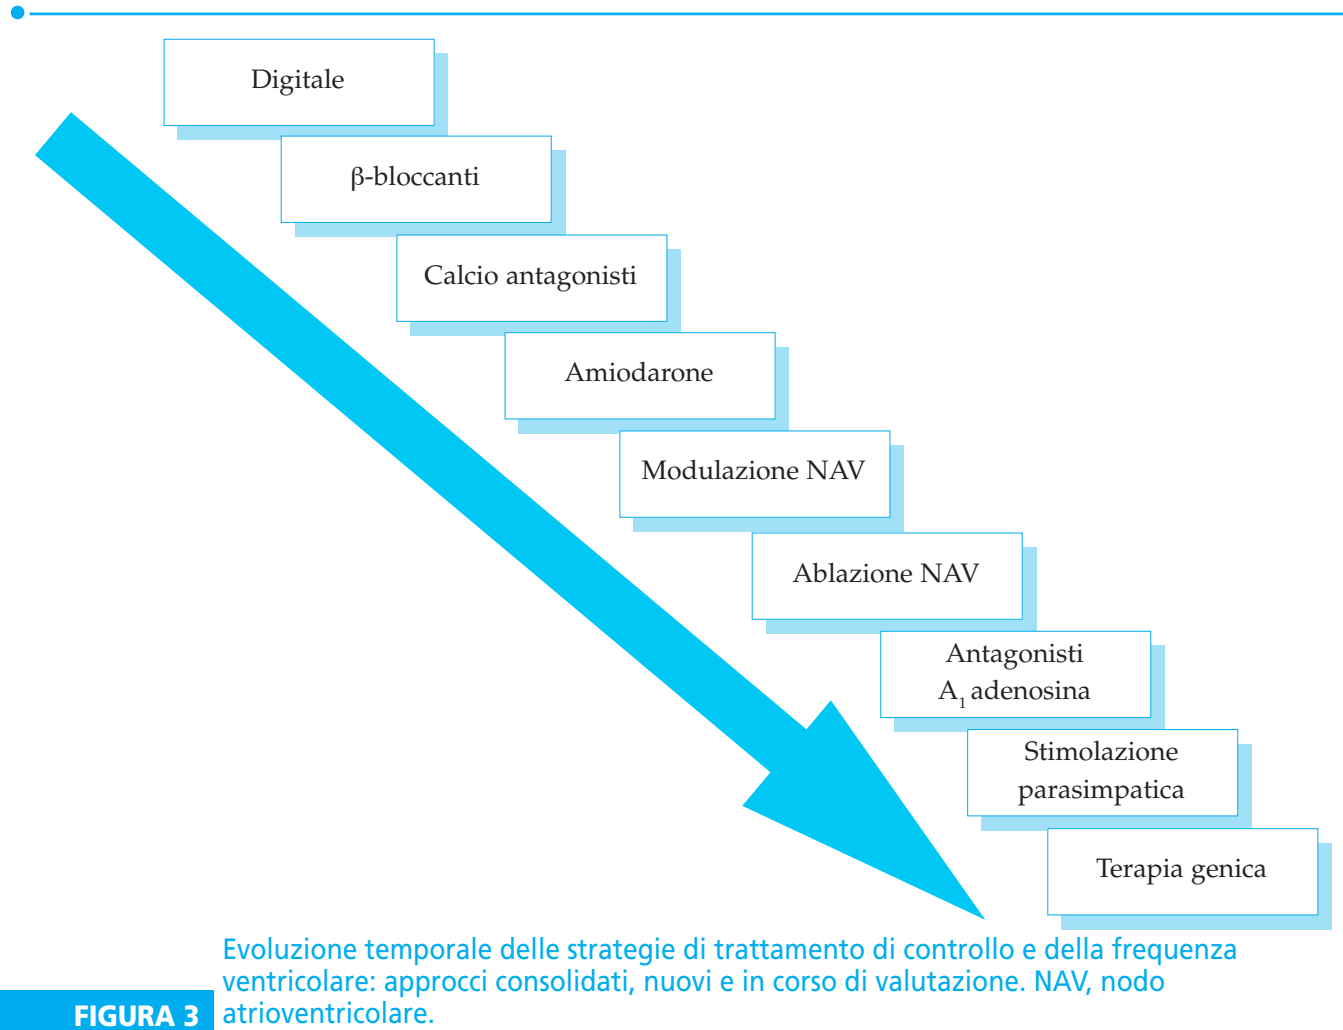 Digitale
β-bloccanti
Calcio antagonisti
Amiodarone
Modulazione NAV
Ablazione NAV
Antagonisti
A₁ adenosina
Stimolazione
parasimpatica
Terapia genica
Evoluzione temporale delle strategie di trattamento di controllo e della frequenza
ventricolare: approcci consolidati, nuovi e in corso di valutazione. NAV, nodo
FIGURA 3 atrioventricolare.